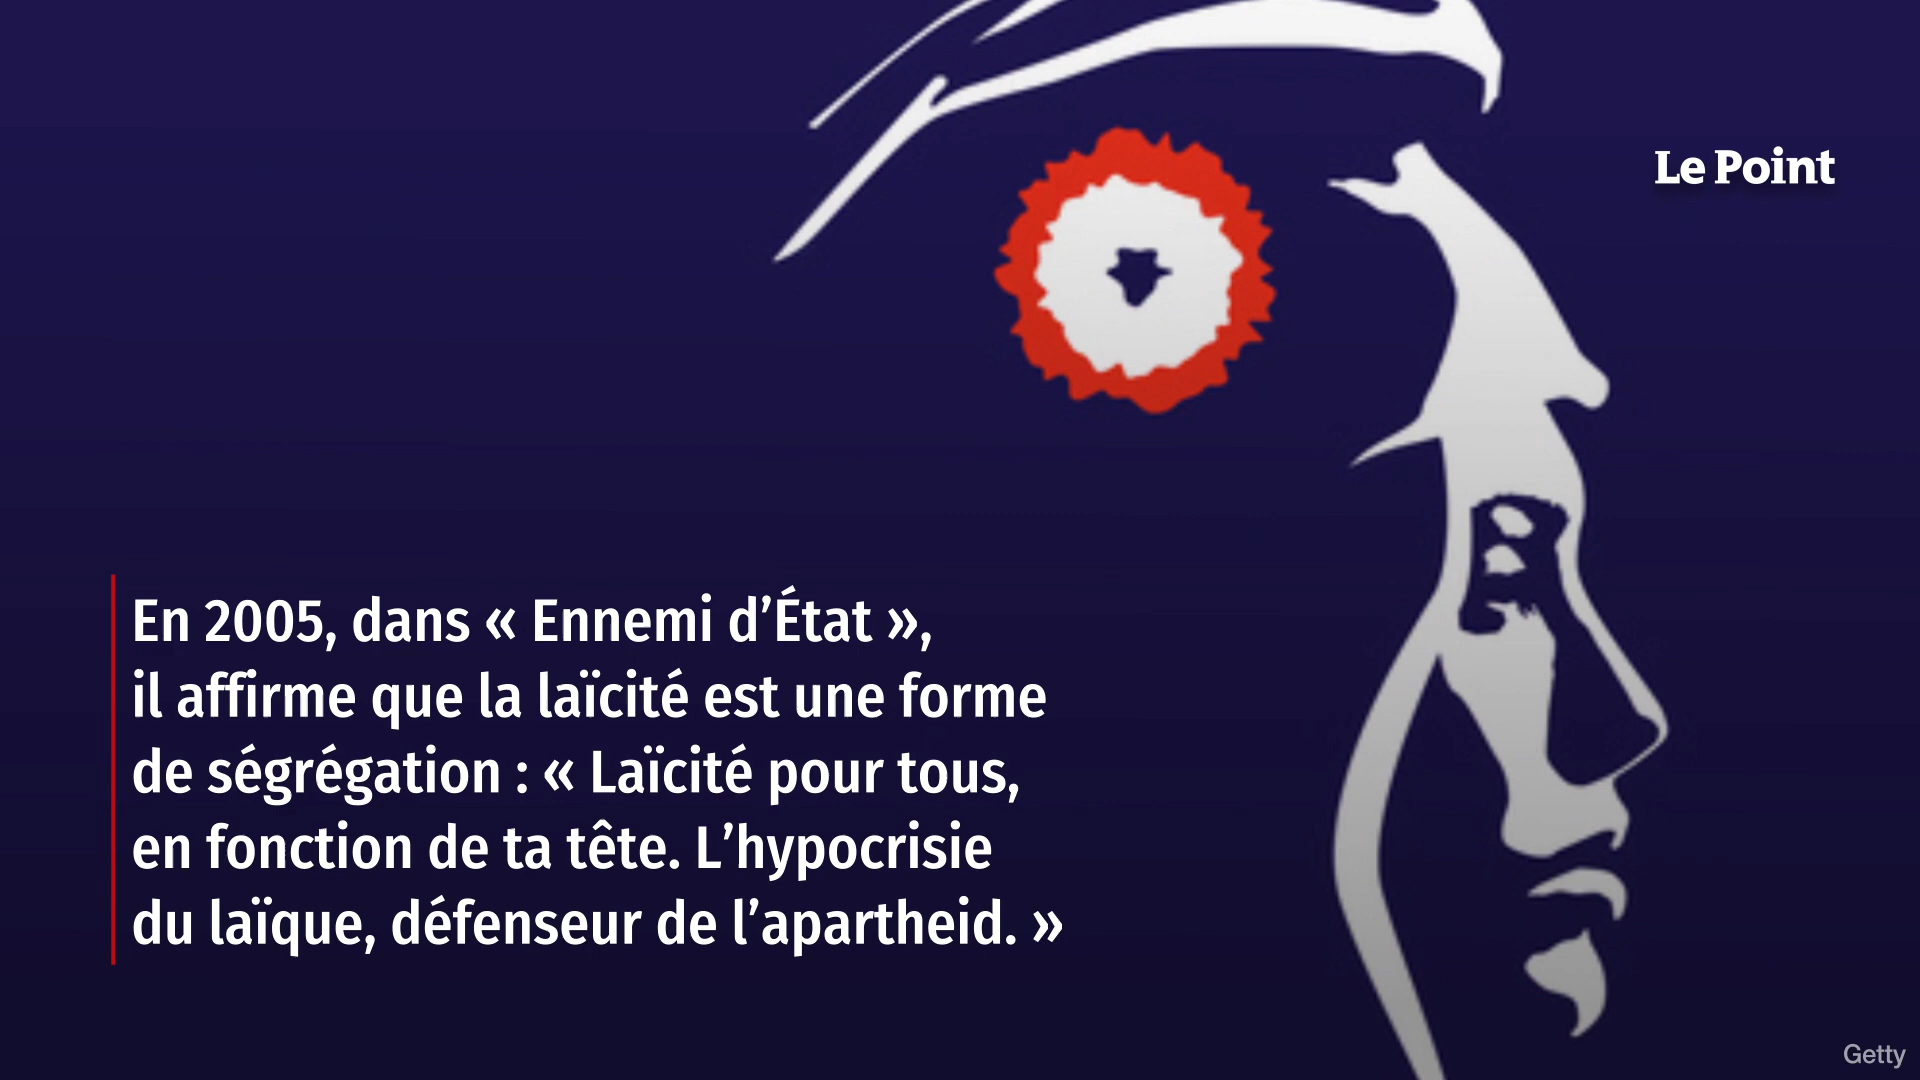 Le Point
En 2005, dans « Ennemi d’État »,
il affirme que la laïcité est une forme
de ségrégation : « Laïcité pour tous,
en fonction de ta tête. L’hypocrisie
du laïque, défenseur de l’apartheid. »
Getty